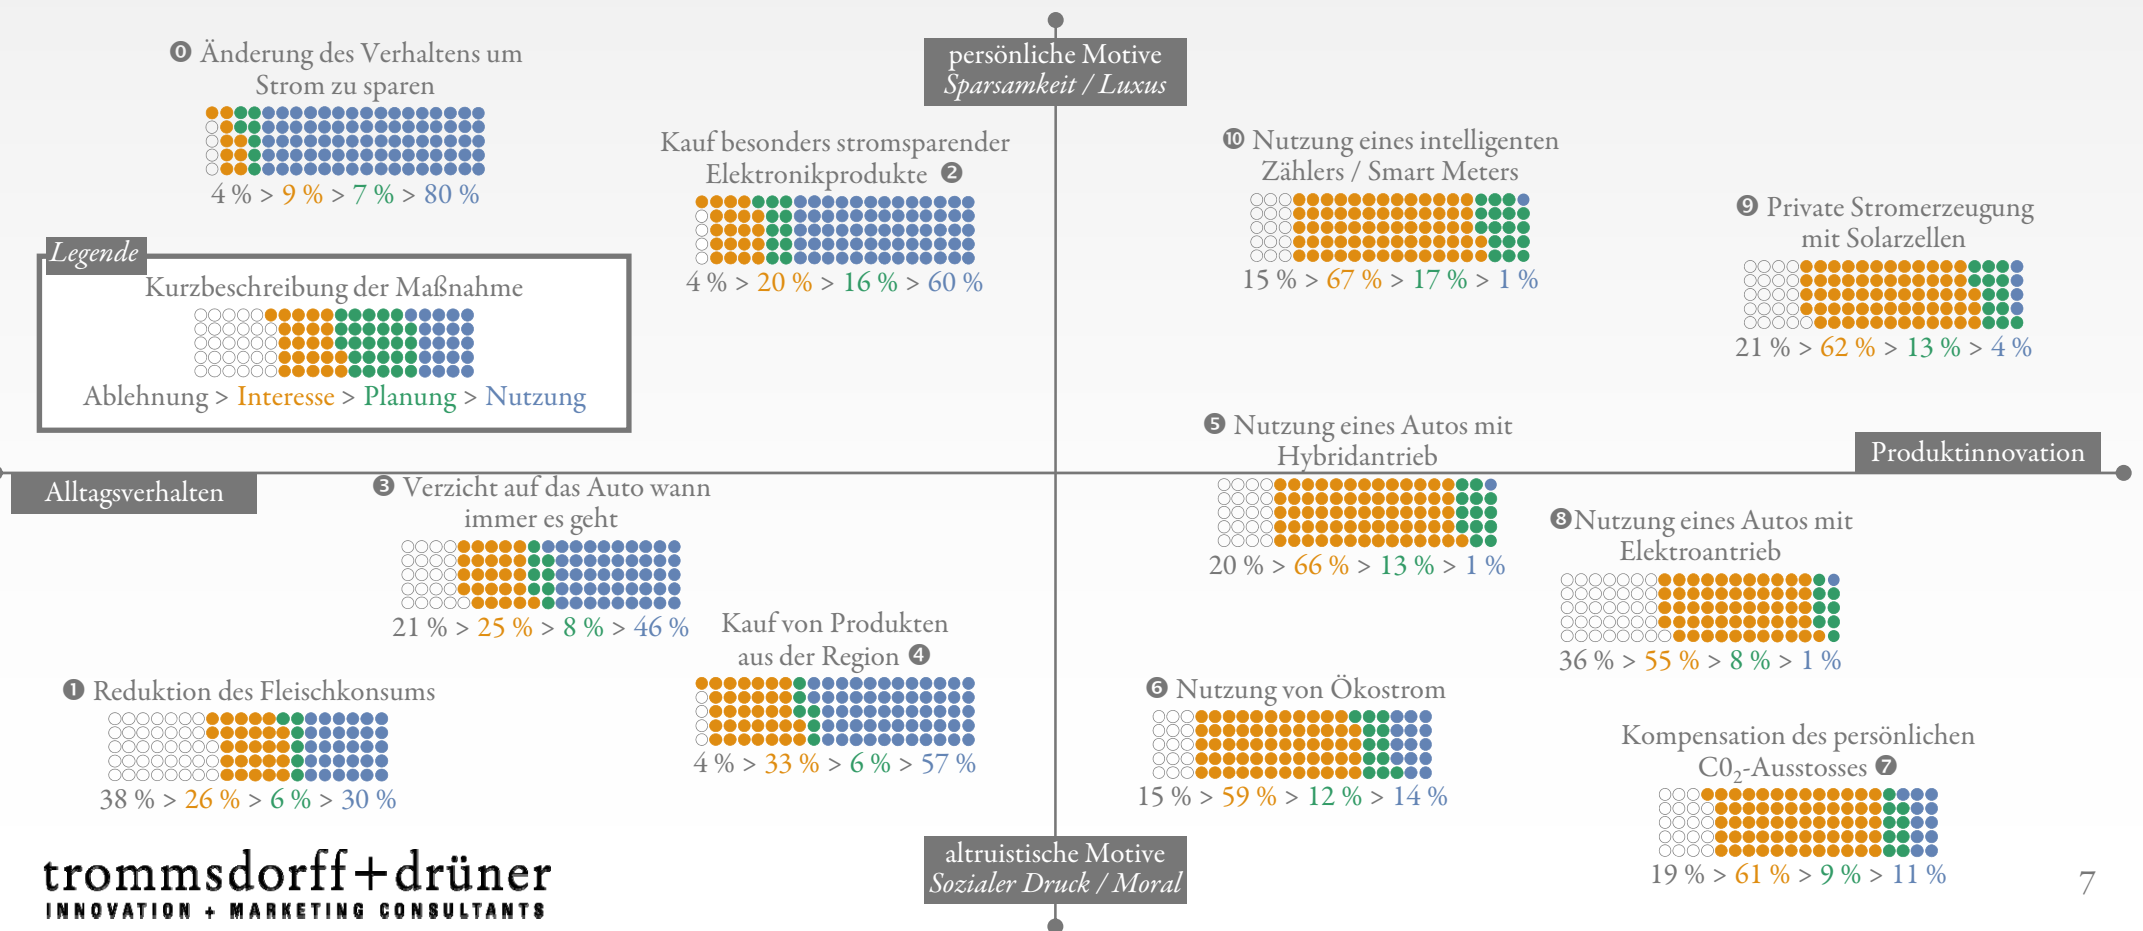 ⓿ Änderung des Verhaltens um
Strom zu sparen
4 % > 9 % > 7 % > 80 %
persönliche Motive
Sparsamkeit / Luxus
Kauf besonders stromsparender
Elektronikprodukte ❷
4 % > 20 % > 16 % > 60 %
❿ Nutzung eines intelligenten
Zählers / Smart Meters
15 % > 67 % > 17 % > 1 %
❾ Private Stromerzeugung
mit Solarzellen
21 % > 62 % > 13 % > 4 %
Legende
Kurzbeschreibung der Maßnahme
Ablehnung > Interesse > Planung > Nutzung
❺ Nutzung eines Autos mit
Hybridantrieb
20 % > 66 % > 13 % > 1 %
Produktinnovation
Alltagsverhalten
❸ Verzicht auf das Auto wann
immer es geht
21 % > 25 % > 8 % > 46 %
❽Nutzung eines Autos mit
Elektroantrieb
36 % > 55 % > 8 % > 1 %
Kauf von Produkten
aus der Region ❹
4 % > 33 % > 6 % > 57 %
❶ Reduktion des Fleischkonsums
38 % > 26 % > 6 % > 30 %
❻ Nutzung von Ökostrom
15 % > 59 % > 12 % > 14 %
Kompensation des persönlichen
C0₂-Ausstosses ❼
19 % > 61 % > 9 % > 11 %
altruistische Motive
Sozialer Druck / Moral
trommsdorff+drüner
INNOVATION + MARKETING CONSULTANTS
7